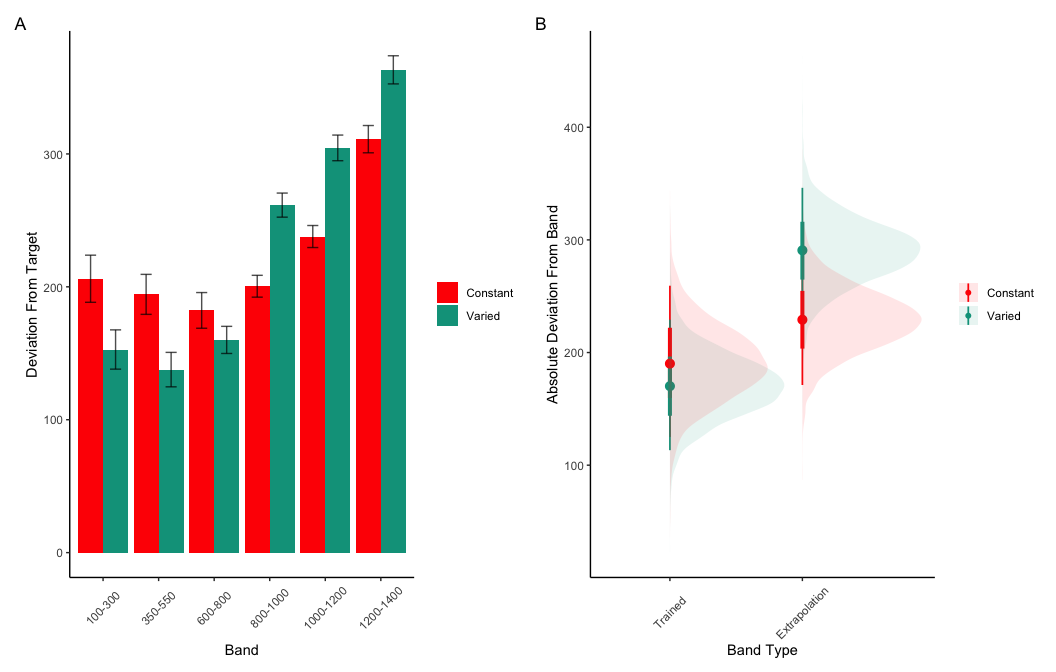 A
Deviation From Target
300
200
100
0
100-300
350-550
600-800
800-1000
1000-1200
1200-1400
Band
Constant
Varied
B
Absolute Deviation From Band
400
300
200
100
Trained
Extrapolation
Band Type
Constant
Varied